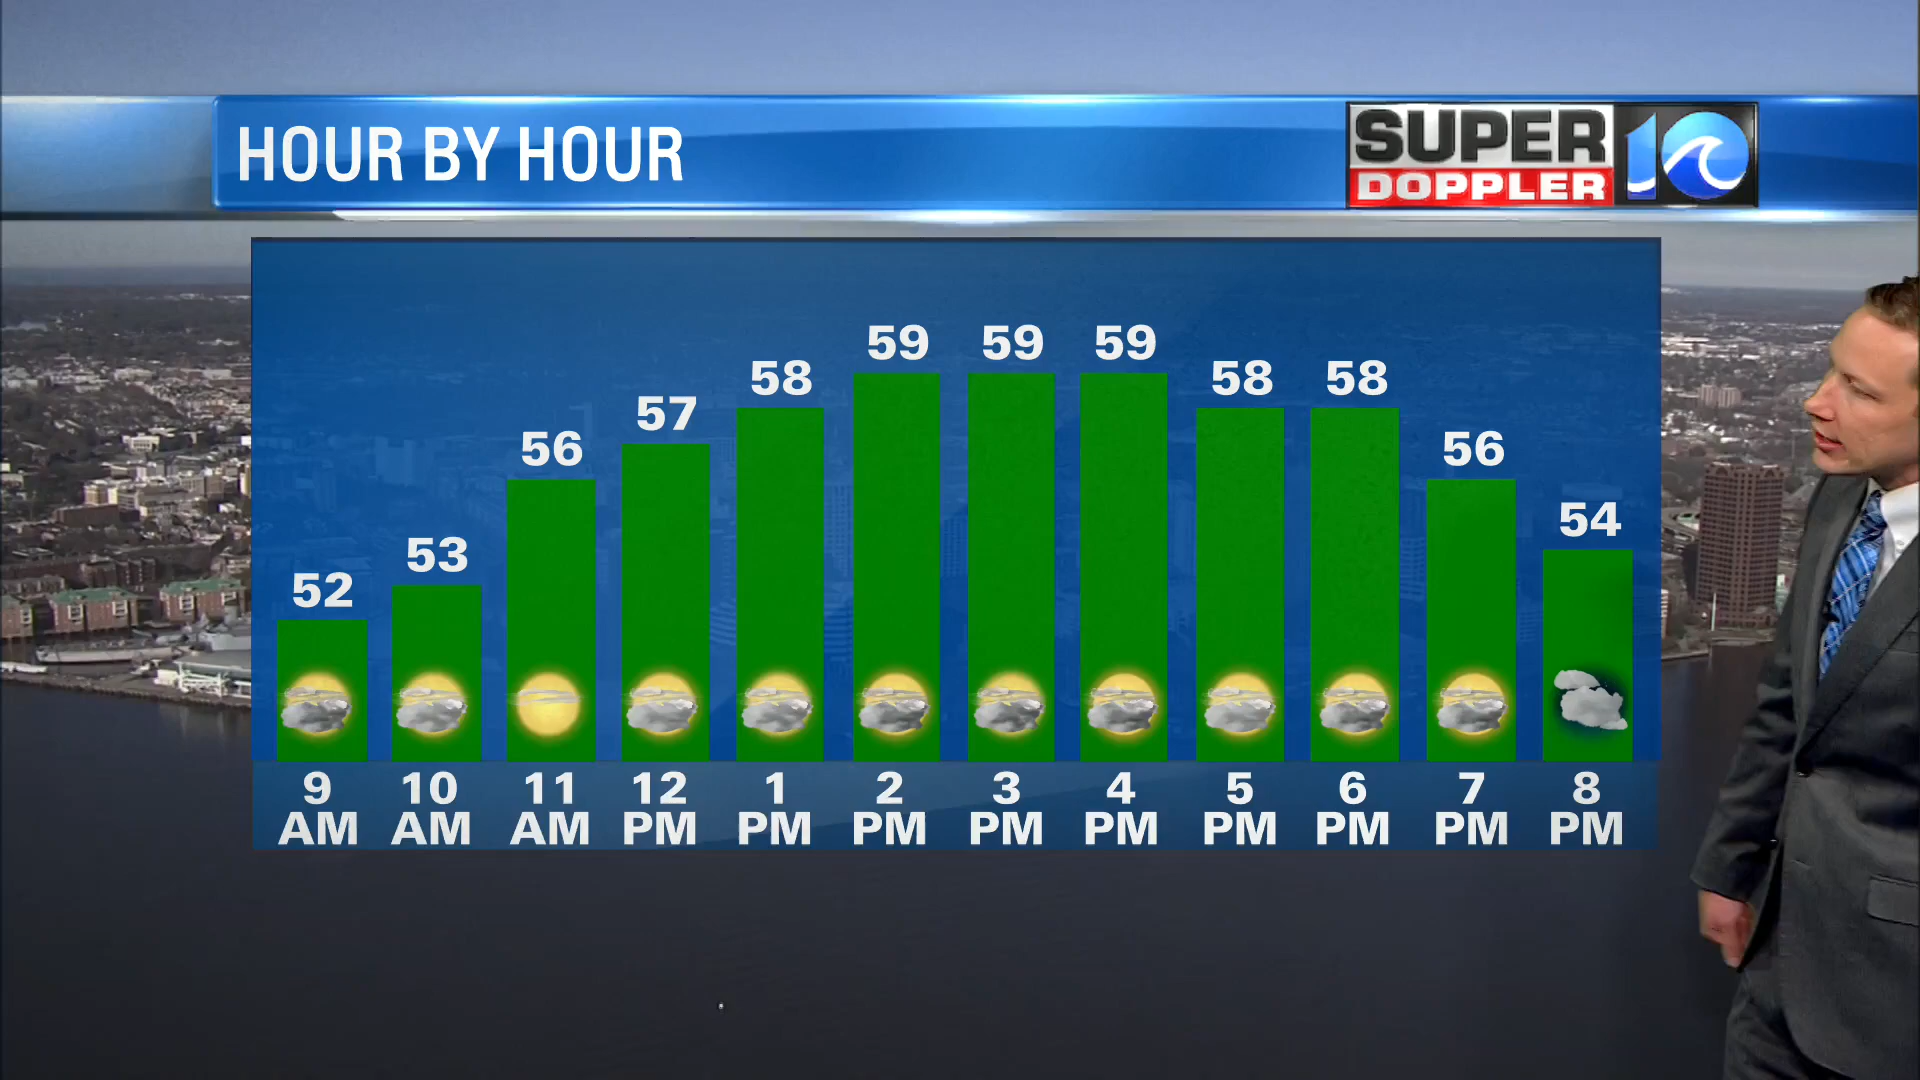 HOUR BY HOUR
SUPER
DOPPLER
10
52 53 56 57 58 59 59 59 58 58 56 54
9 10 11 12 1 2 3 4 5 6 7 8
AM AM AM PM PM PM PM PM PM PM PM PM